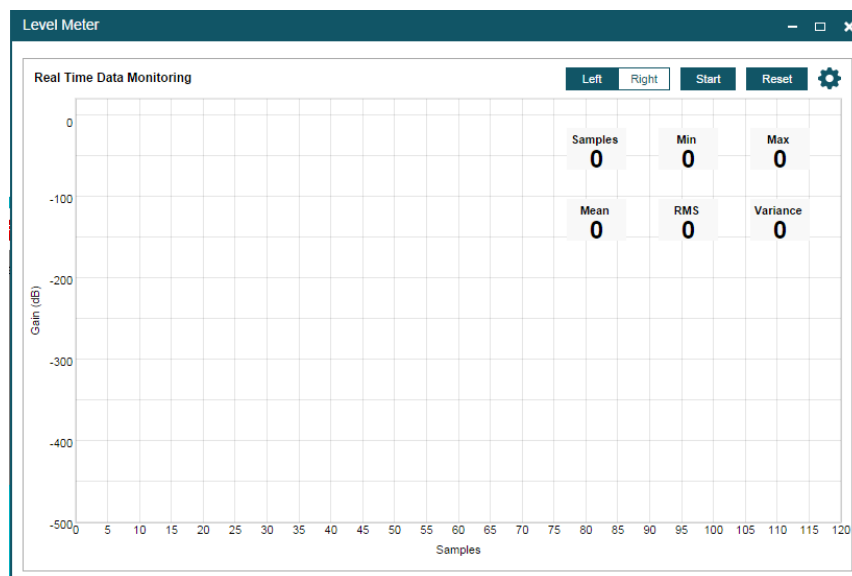 Level Meter
Real Time Data Monitoring
Left Right Start Reset
0
Samples Min Max
0 0 0
-100
Mean RMS Variance
0 0 0
-200
Gain (dB)
-300
-400
-500
0 5 10 15 20 25 30 35 40 45 50 55 60 65 70 75 80 85 90 95 100 105 110 115 120
Samples